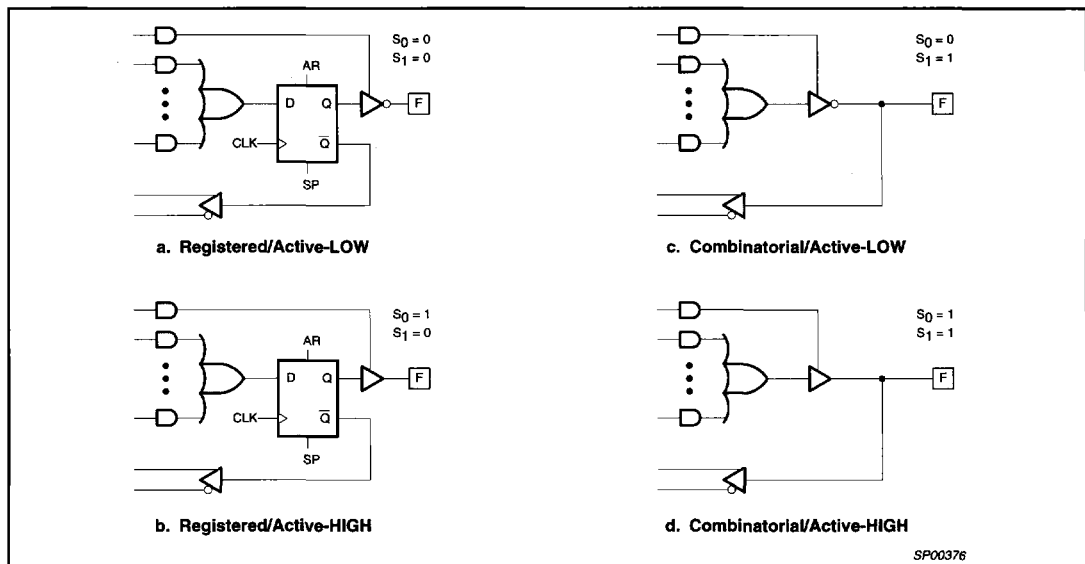 S0 = 0
S1 = 0
AR
D Q
F
CLK Q̅
SP
a. Registered/Active-LOW
S0 = 0
S1 = 1
F
c. Combinatorial/Active-LOW
S0 = 1
S1 = 0
AR
D Q
F
CLK Q̅
SP
b. Registered/Active-HIGH
S0 = 1
S1 = 1
F
d. Combinatorial/Active-HIGH
SP00376